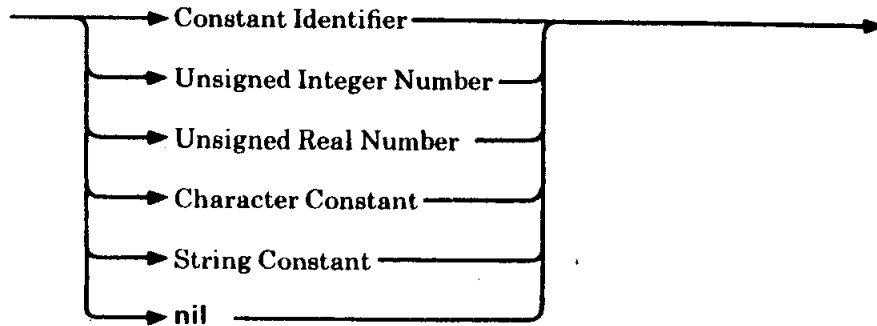 Constant Identifier
Unsigned Integer Number
Unsigned Real Number
Character Constant
String Constant
nil